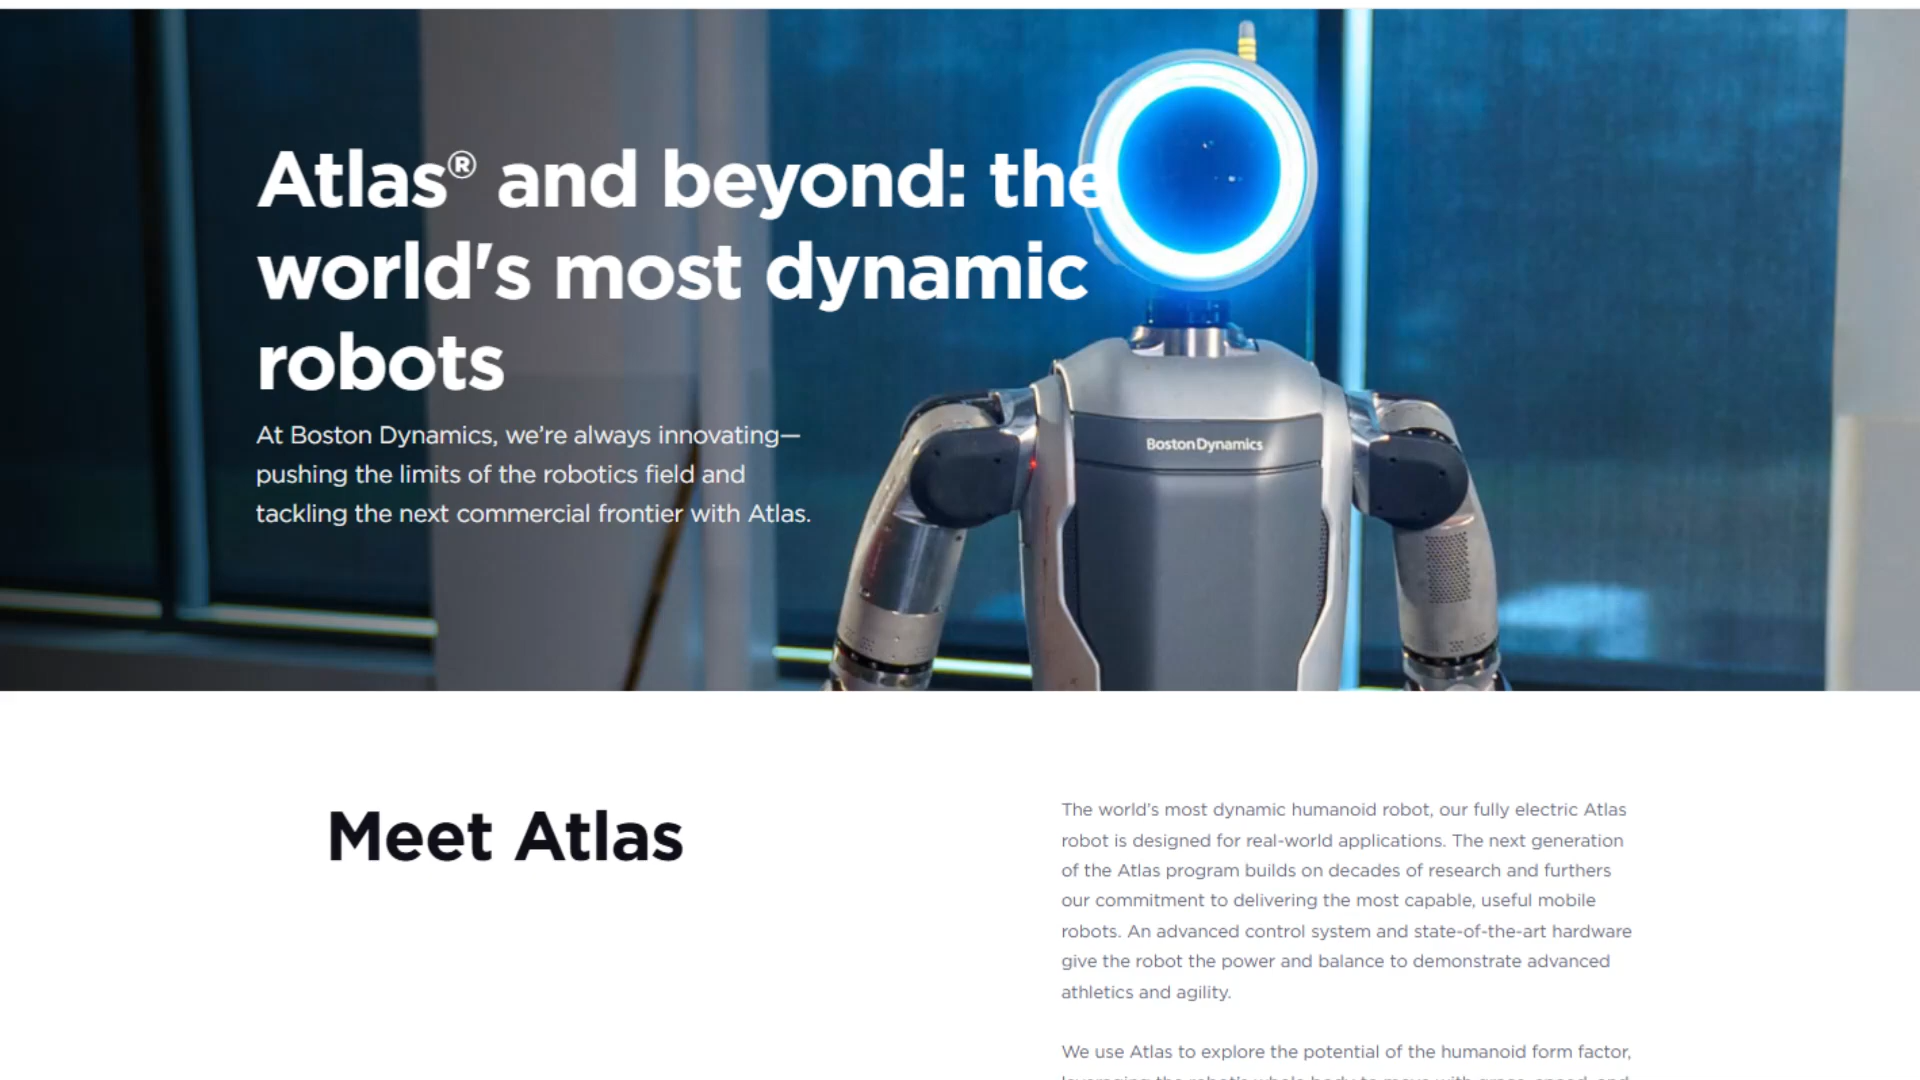 Atlas® and beyond: the
world's most dynamic
robots
At Boston Dynamics, we’re always innovating—
pushing the limits of the robotics field and
tackling the next commercial frontier with Atlas.
BostonDynamics
Meet Atlas
The world’s most dynamic humanoid robot, our fully electric Atlas
robot is designed for real-world applications. The next generation
of the Atlas program builds on decades of research and furthers
our commitment to delivering the most capable, useful mobile
robots. An advanced control system and state-of-the-art hardware
give the robot the power and balance to demonstrate advanced
athletics and agility.
We use Atlas to explore the potential of the humanoid form factor,